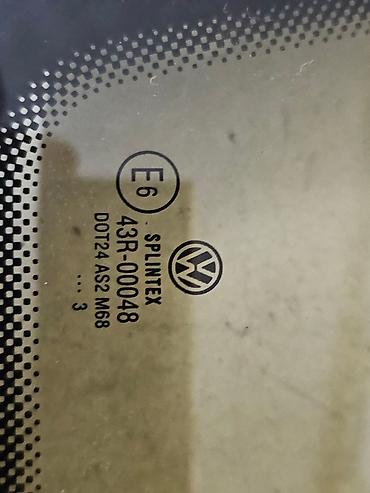 SPLINTEX
E6
43R-00048
DOT24 AS2 M68
... 3